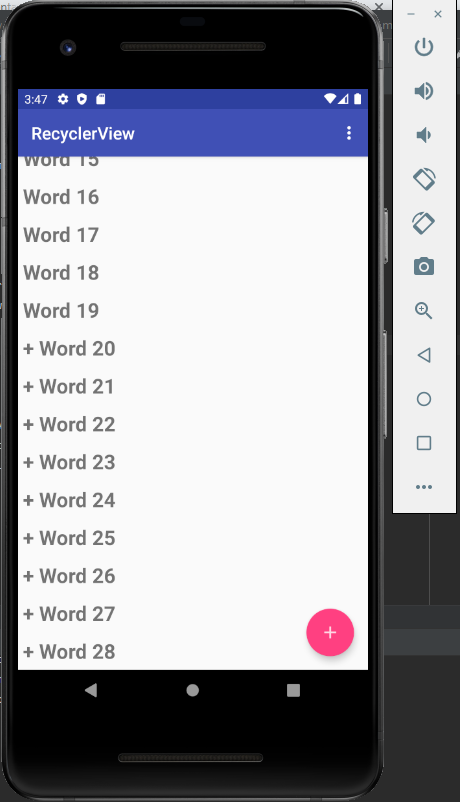 3:47
RecyclerView
Word 15
Word 16
Word 17
Word 18
Word 19
+ Word 20
+ Word 21
+ Word 22
+ Word 23
+ Word 24
+ Word 25
+ Word 26
+ Word 27
+ Word 28
+